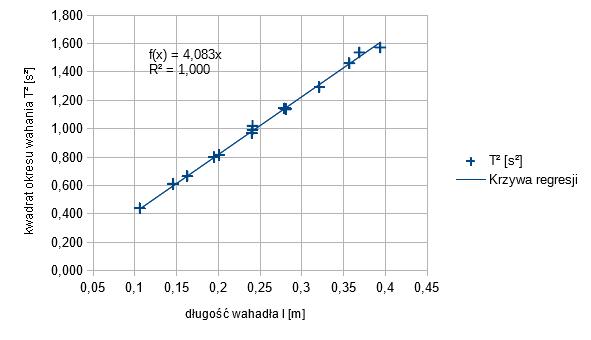 1,800
1,600
1,400
1,200
1,000
0,800
0,600
0,400
0,200
0,000
kwadrat okresu wahania T² [s²]
f(x) = 4,083x
R² = 1,000
T² [s²]
Krzywa regresji
0,05 0,1 0,15 0,2 0,25 0,3 0,35 0,4 0,45
długość wahadła l [m]